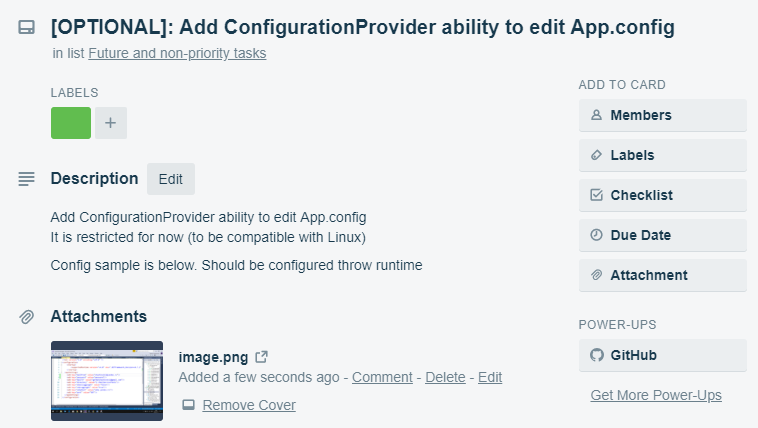 [OPTIONAL]: Add ConfigurationProvider ability to edit App.config
in list Future and non-priority tasks
LABELS
+
Description
Edit
Add ConfigurationProvider ability to edit App.config
It is restricted for now (to be compatible with Linux)
Config sample is below. Should be configured throw runtime
Attachments
image.png
Added a few seconds ago - Comment - Delete - Edit
Remove Cover
ADD TO CARD
Members
Labels
Checklist
Due Date
Attachment
POWER-UPS
GitHub
Get More Power-Ups